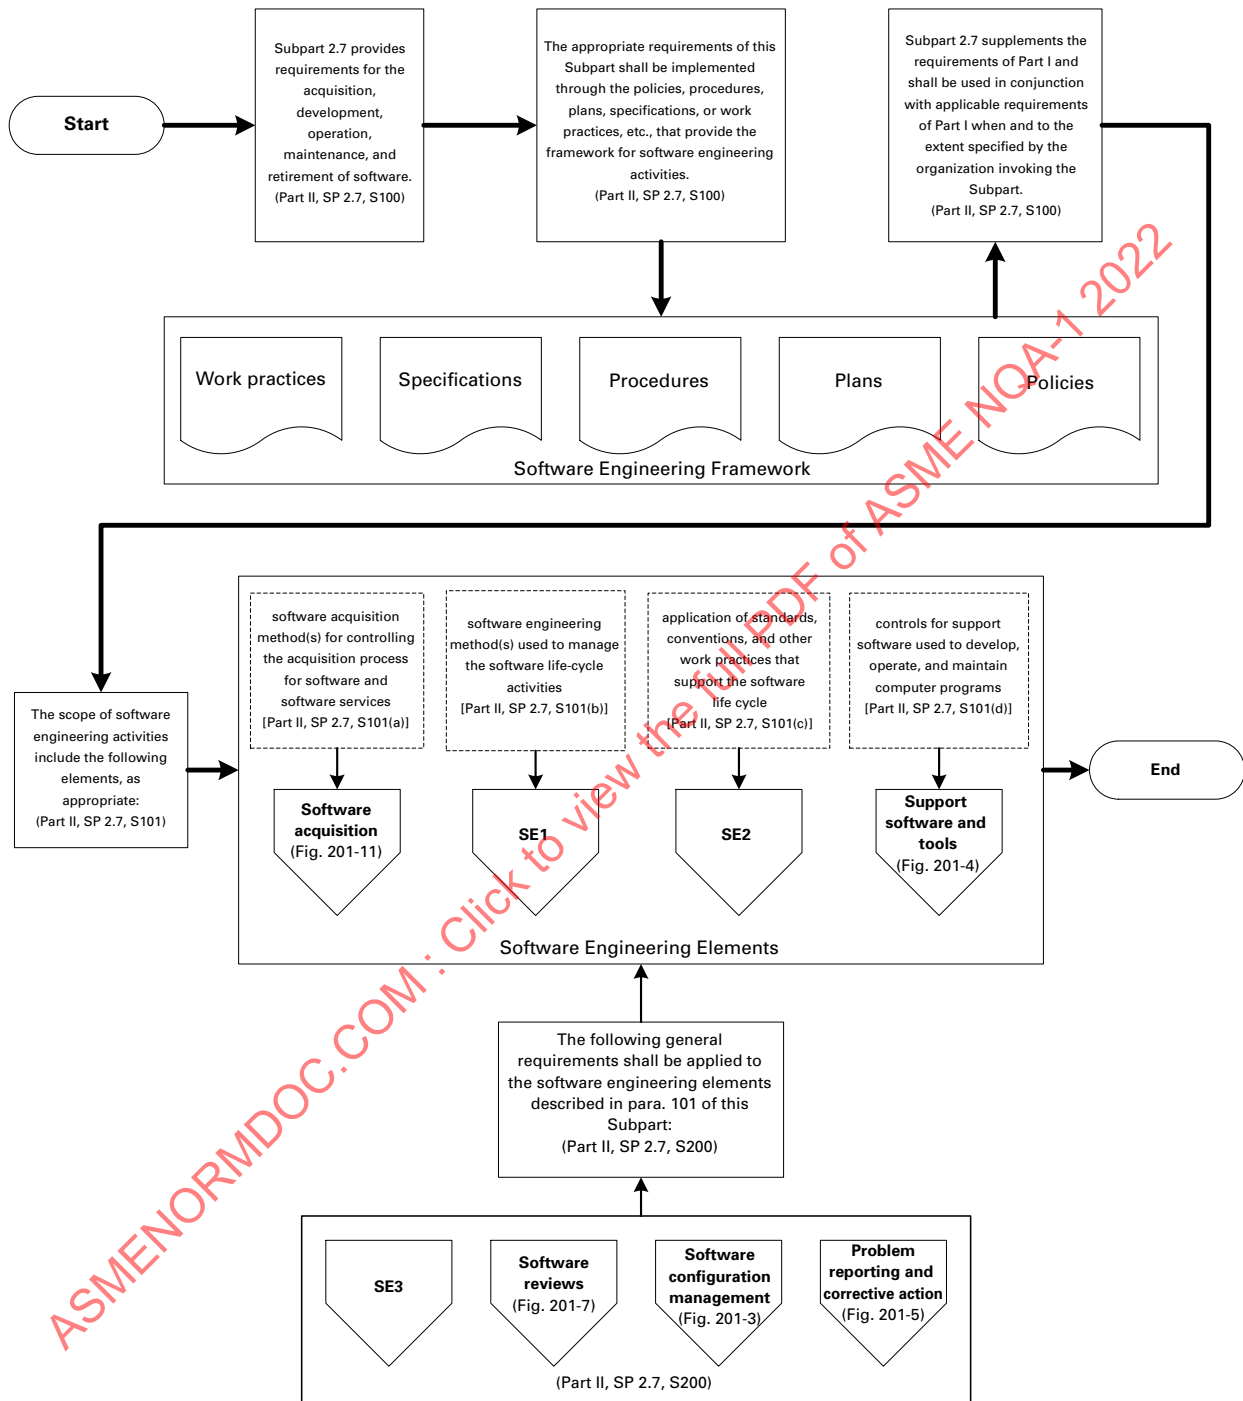 Start
Subpart 2.7 provides
requirements for the
acquisition,
development,
operation,
maintenance, and
retirement of software.
(Part II, SP 2.7, S100)
The appropriate requirements of this
Subpart shall be implemented
through the policies, procedures,
plans, specifications, or work
practices, etc., that provide the
framework for software engineering
activities.
(Part II, SP 2.7, S100)
Subpart 2.7 supplements the
requirements of Part I and
shall be used in conjunction
with applicable requirements
of Part I when and to the
extent specified by the
organization invoking the
Subpart.
(Part II, SP 2.7, S100)
Work practices
Specifications
Procedures
Plans
Policies
Software Engineering Framework
The scope of software
engineering activities
include the following
elements, as
appropriate:
(Part II, SP 2.7, S101)
software acquisition
method(s) for controlling
the acquisition process
for software and
software services
[Part II, SP 2.7, S101(a)]
software engineering
method(s) used to manage
the software life-cycle
activities
[Part II, SP 2.7, S101(b)]
application of standards,
conventions, and other
work practices that
support the software
life cycle
[Part II, SP 2.7, S101(c)]
controls for support
software used to develop,
operate, and maintain
computer programs
[Part II, SP 2.7, S101(d)]
Software
acquisition
(Fig. 201-11)
SE1
SE2
Support
software and
tools
(Fig. 201-4)
End
Software Engineering Elements
The following general
requirements shall be applied to
the software engineering elements
described in para. 101 of this
Subpart:
(Part II, SP 2.7, S200)
SE3
Software
reviews
(Fig. 201-7)
Software
configuration
management
(Fig. 201-3)
Problem
reporting and
corrective action
(Fig. 201-5)
(Part II, SP 2.7, S200)
ASMENORMDOC.COM : Click to view the full PDF of ASME NQA-1 2022